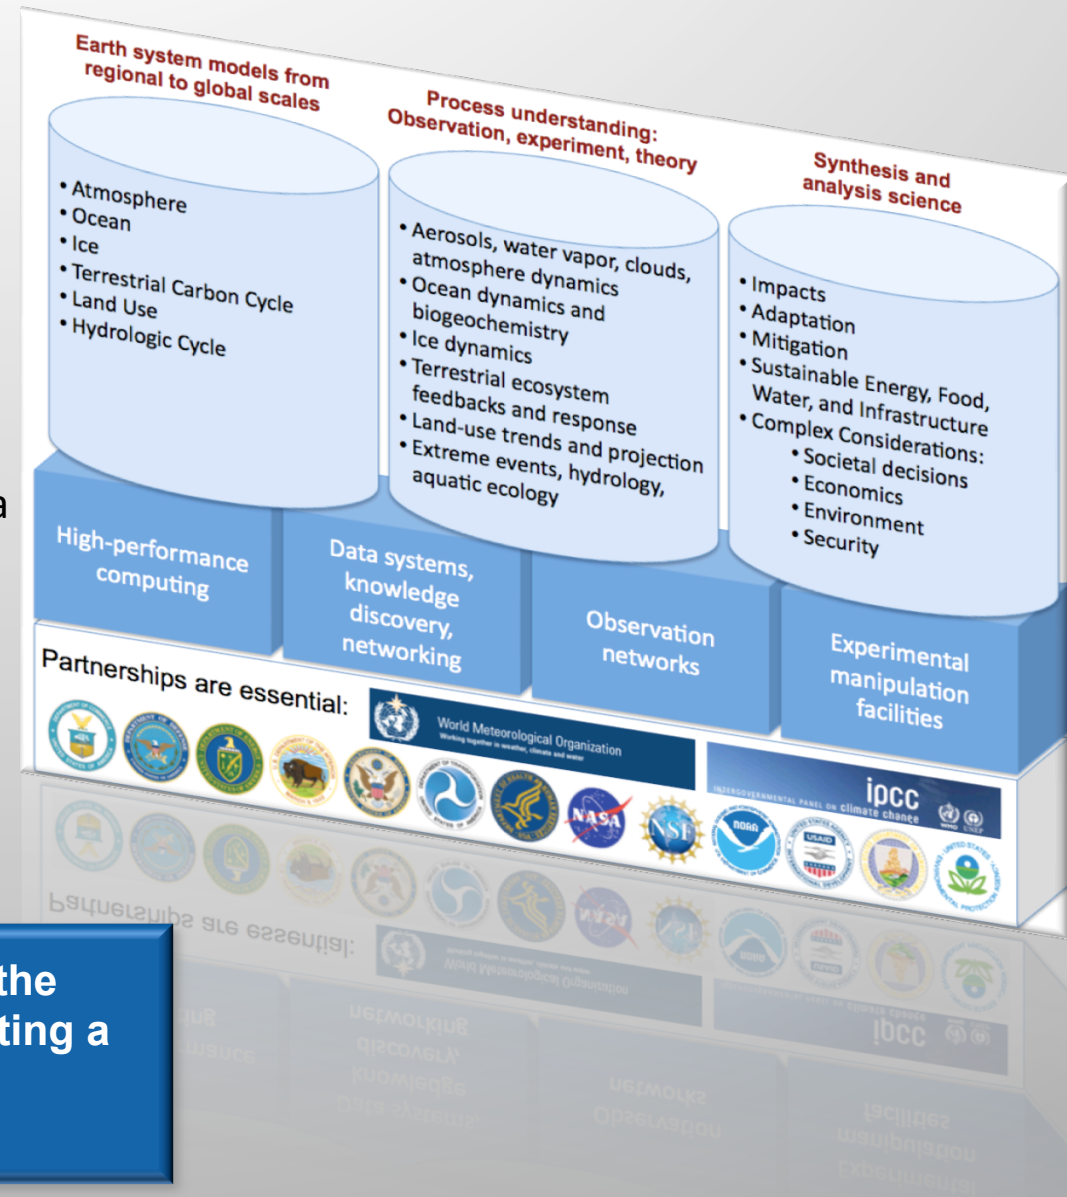 Earth system models from
regional to global scales
• Atmosphere
• Ocean
• Ice
• Terrestrial Carbon Cycle
• Land Use
• Hydrologic Cycle
Process understanding:
Observation, experiment, theory
• Aerosols, water vapor, clouds,
atmosphere dynamics
• Ocean dynamics and
biogeochemistry
• Ice dynamics
• Terrestrial ecosystem
feedbacks and response
• Land-use trends and projection
• Extreme events, hydrology,
aquatic ecology
Synthesis and
analysis science
• Impacts
• Adaptation
• Mitigation
• Sustainable Energy, Food,
Water, and Infrastructure
• Complex Considerations:
• Societal decisions
• Economics
• Environment
• Security
a
High-performance
computing
Data systems,
knowledge
discovery,
networking
Observation
networks
Experimental
manipulation
facilities
Partnerships are essential:
World Meteorological Organization
Working together in weather, climate and water
ipcc
INTERGOVERNMENTAL PANEL ON climate change
WMO UNEP
NASA
NSF
NOAA
USAID
the
ting a